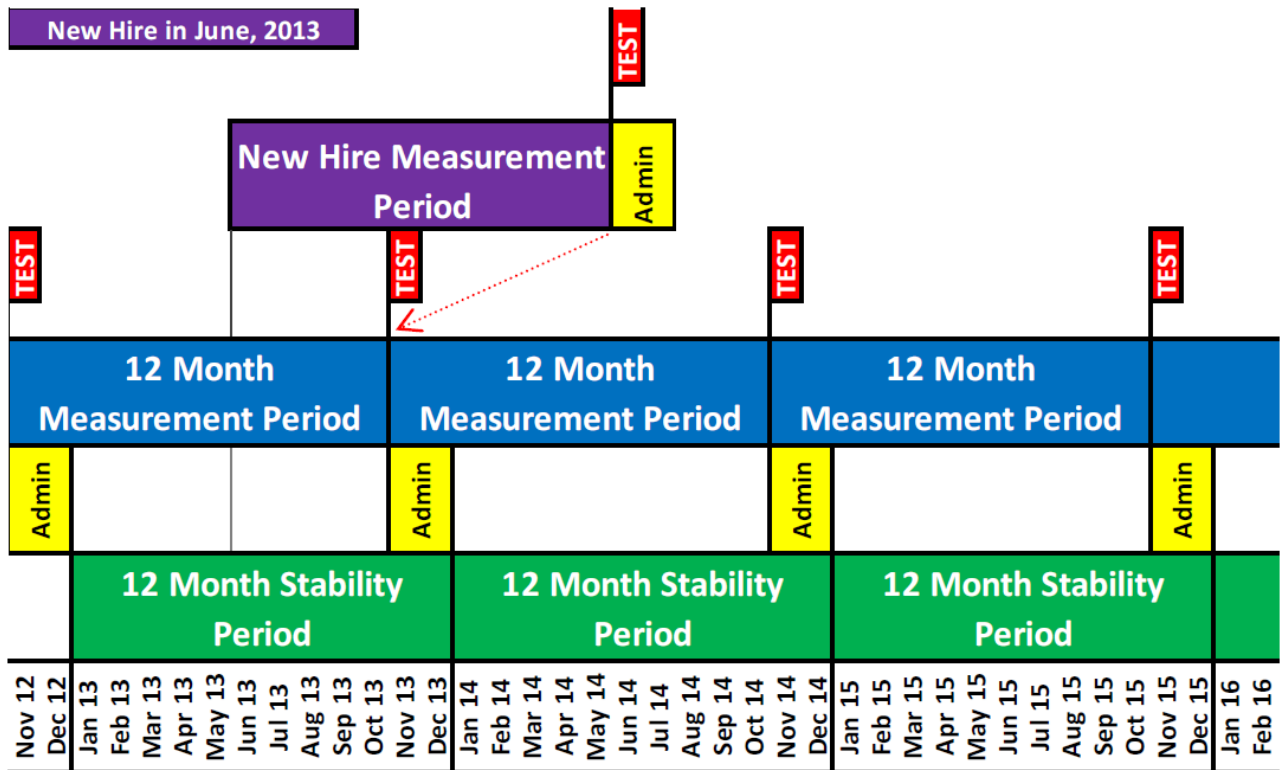 New Hire in June, 2013
TEST
New Hire Measurement
Period
Admin
TEST
TEST
TEST
TEST
12 Month
Measurement Period
12 Month
Measurement Period
12 Month
Measurement Period
Admin
Admin
Admin
Admin
12 Month Stability
Period
12 Month Stability
Period
12 Month Stability
Period
Nov 12
Dec 12
Jan 13
Feb 13
Mar 13
Apr 13
May 13
Jun 13
Jul 13
Aug 13
Sep 13
Oct 13
Nov 13
Dec 13
Jan 14
Feb 14
Mar 14
Apr 14
May 14
Jun 14
Jul 14
Aug 14
Sep 14
Nov 14
Dec 14
Jan 15
Feb 15
Mar 15
Apr 15
May 15
Jun 15
Jul 15
Aug 15
Sep 15
Oct 15
Nov 15
Dec 15
Jan 16
Feb 16